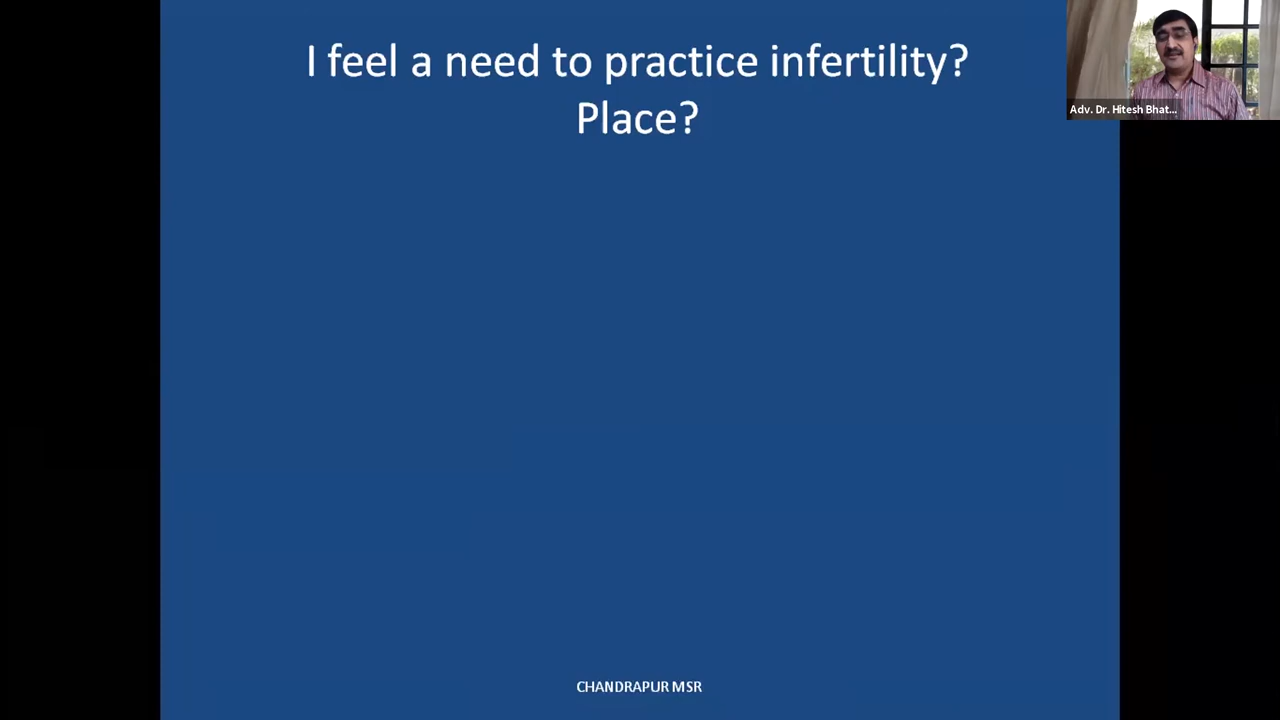 I feel a need to practice infertility?
Place?
Adv. Dr. Hitesh Bhat...
CHANDRAPUR MSR